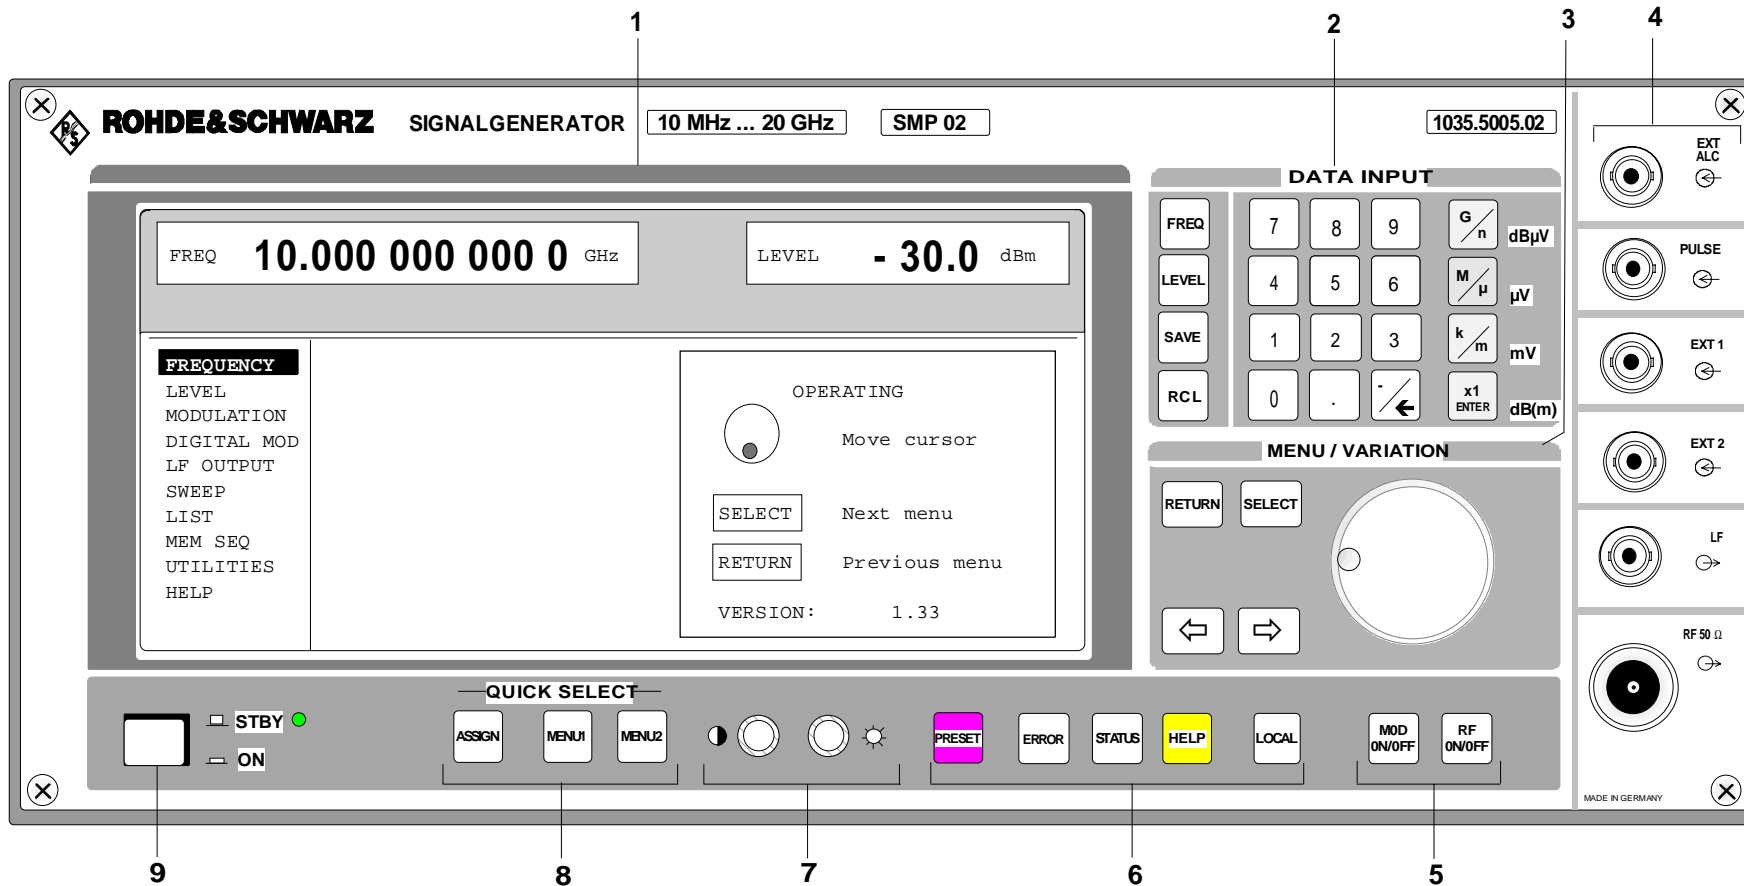 1 2 3 4
R/S ROHDE&SCHWARZ SIGNALGENERATOR 10 MHz ... 20 GHz SMP 02 1035.5005.02
FREQ 10.000 000 000 0 GHz LEVEL - 30.0 dBm
FREQUENCY
LEVEL
MODULATION
DIGITAL MOD
LF OUTPUT
SWEEP
LIST
MEM SEQ
UTILITIES
HELP
OPERATING
Move cursor
SELECT Next menu
RETURN Previous menu
VERSION: 1.33
DATA INPUT
FREQ 7 8 9 G/n dBµV
LEVEL 4 5 6 M/µ µV
SAVE 1 2 3 k/m mV
RCL 0 . -/← x1 ENTER dB(m)
MENU / VARIATION
RETURN SELECT
⇦ ⇨
EXT
ALC
PULSE
EXT 1
EXT 2
LF
RF 50 Ω
MADE IN GERMANY
STBY
ON
QUICK SELECT
ASSIGN MENU1 MENU2
PRESET ERROR STATUS HELP LOCAL
MOD
ON/OFF
RF
ON/OFF
9 8 7 6 5